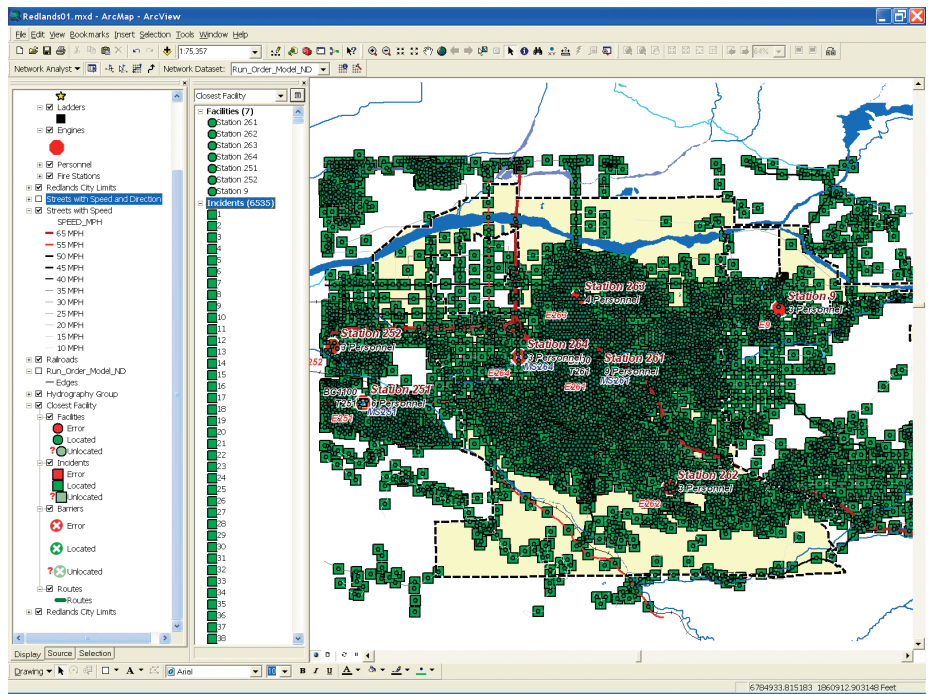 Redlands01.mxd - ArcMap - ArcView
File Edit View Bookmarks Insert Selection Tools Window Help
1:75,357
64%
Network Analyst
Network Dataset:
Run_Order_Model_ND
Ladders
Engines
Personnel
Fire Stations
Redlands City Limits
Streets with Speed and Direction
Streets with Speed
SPEED_MPH
65 MPH
55 MPH
50 MPH
45 MPH
40 MPH
35 MPH
30 MPH
25 MPH
20 MPH
15 MPH
10 MPH
Railroads
Run_Order_Model_ND
Edges
Hydrography Group
Closest Facility
Facilities
Error
Located
?Unlocated
Incidents
Error
Located
?Unlocated
Barriers
Error
Located
?Unlocated
Routes
Routes
Redlands City Limits
Display Source Selection
Closest Facility
Facilities (7)
Station 261
Station 262
Station 263
Station 264
Station 251
Station 252
Station 9
Incidents (6535)
1
2
3
4
5
6
7
8
9
10
11
12
13
14
15
16
17
18
19
20
21
22
23
24
25
26
27
28
29
30
31
32
33
34
35
36
37
38
Station 263
4 Personnel
E263
Station 9
3 Personnel
E9
Station 252
3 Personnel
252
Station 264
3 Personnel
MS264
E264
Station 261
9 Personnel
T261
MS261
E261
Station 251
BC1100
T251
MS251
E251
Station 262
3 Personnel
E262
Drawing
Arial
10
B I U A
6784933.815183 1860912.903148 Feet